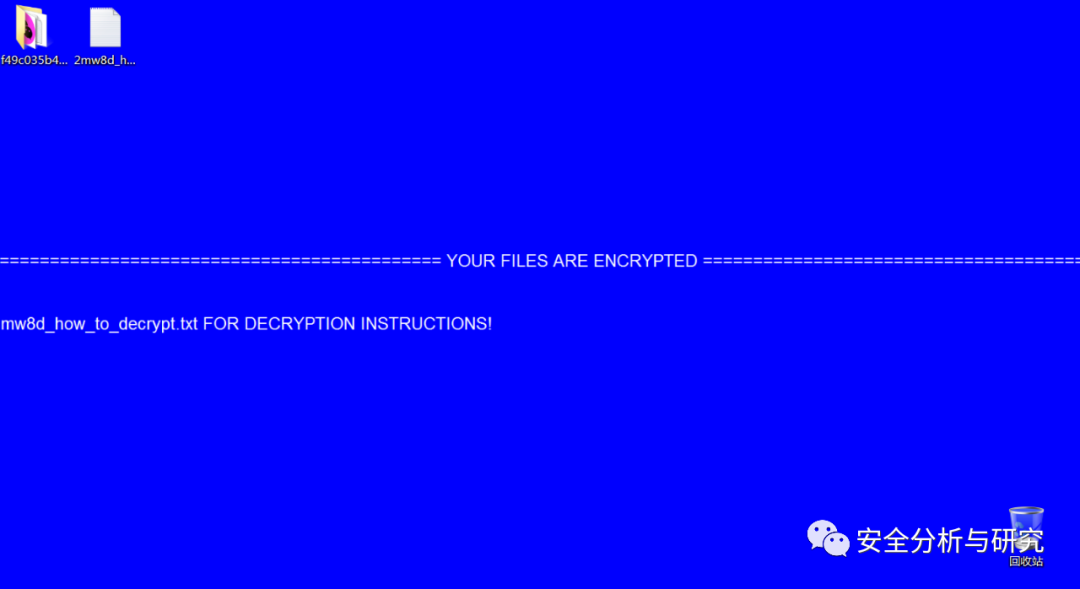 f49c035b4...
2mw8d_h...
=========================================== YOUR FILES ARE ENCRYPTED =====================================
mw8d_how_to_decrypt.txt FOR DECRYPTION INSTRUCTIONS!
安全分析与研究
回收站